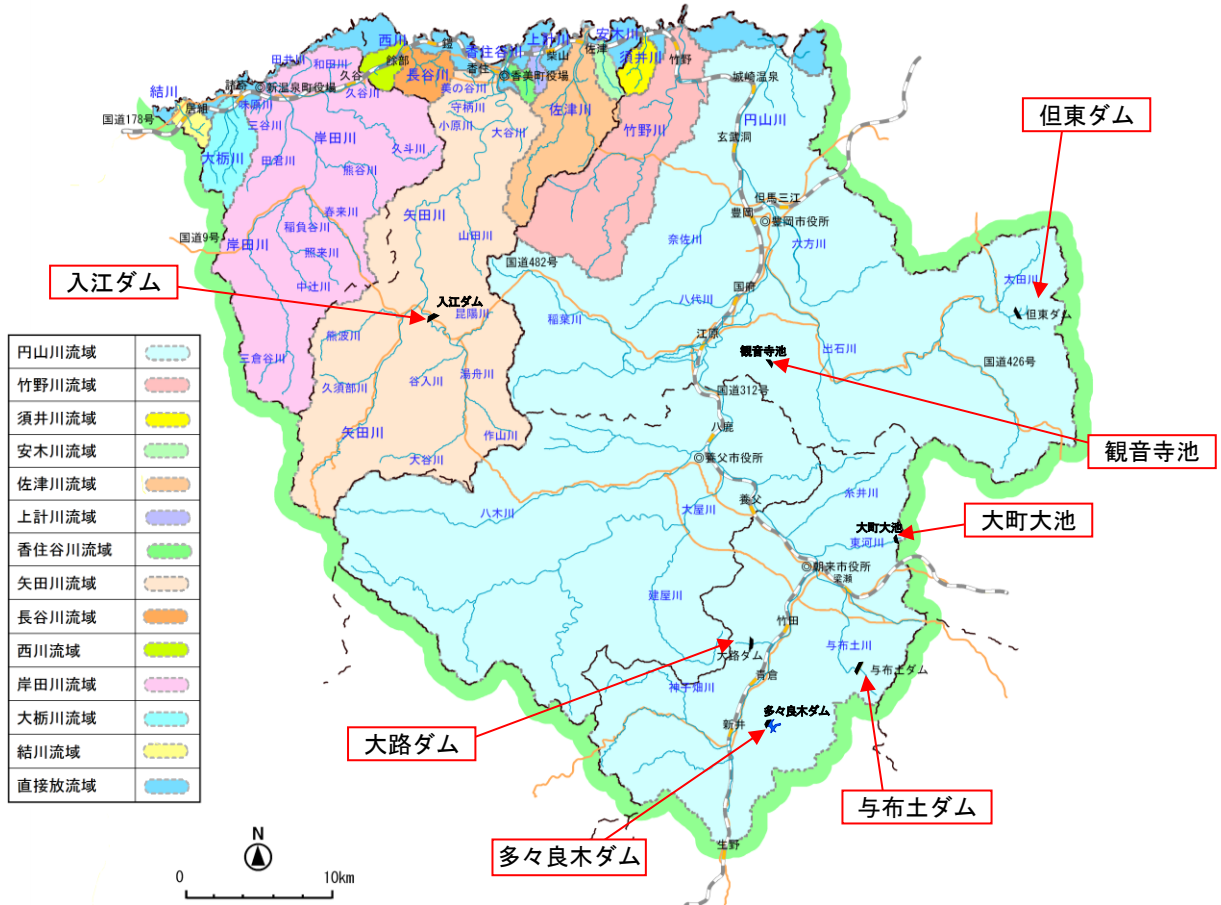 結川
国道178号
居組
諸寄
味原川
三谷川
大栃川
田井川
和田川
◎新温泉町役場
久谷
久谷川
岸田川
田君川
熊谷川
久斗川
春来川
稲負谷川
熊来川
中辻川
国道9号
岸田川
三倉谷川
西川
餘部
鎧
長谷川
香住谷川
香住
◎香美町役場
上計川
柴山
佐津
安木川
須井川
竹野
佐津川
竹野川
守柄川
小原川
大谷川
矢田川
山田川
国道482号
入江ダム
昆陽川
熊波川
久須部川
谷入川
湯舟川
矢田川
作山川
大谷川
城崎温泉
円山川
玄武洞
但馬三江
豊岡
◎豊岡市役所
奈佐川
六方川
国府
八代川
稲葉川
江原
観音寺池
出石川
国道312号
太田川
但東ダム
国道426号
八鹿
◎養父市役所
八木川
大屋川
養父
糸井川
大町大池
東河川
◎朝来市役所
梁瀬
建屋川
竹田
大路ダム
与布土川
与布土ダム
青倉
神子畑川
多々良木ダム
新井
生野
入江ダム
但東ダム
観音寺池
大町大池
大路ダム
与布土ダム
多々良木ダム
円山川流域
竹野川流域
須井川流域
安木川流域
佐津川流域
上計川流域
香住谷川流域
矢田川流域
長谷川流域
西川流域
岸田川流域
大栃川流域
結川流域
直接放流域
N
0 10km